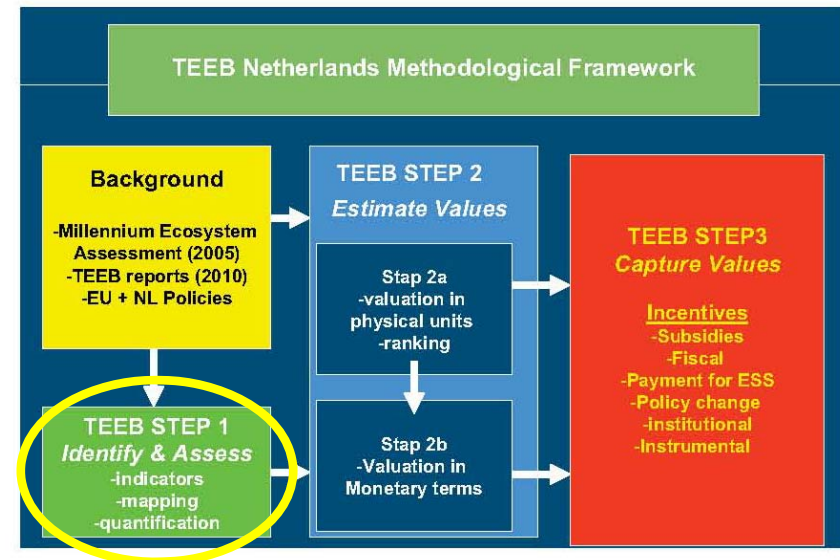 TEEB Netherlands Methodological Framework
Background
-Millennium Ecosystem
Assessment (2005)
-TEEB reports (2010)
-EU + NL Policies
TEEB STEP 1
Identify & Assess
-indicators
-mapping
-quantification
TEEB STEP 2
Estimate Values
Stap 2a
-valuation in
physical units
-ranking
Stap 2b
-Valuation in
Monetary terms
TEEB STEP3
Capture Values
Incentives
-Subsidies
-Fiscal
-Payment for ESS
-Policy change
-institutional
-Instrumental